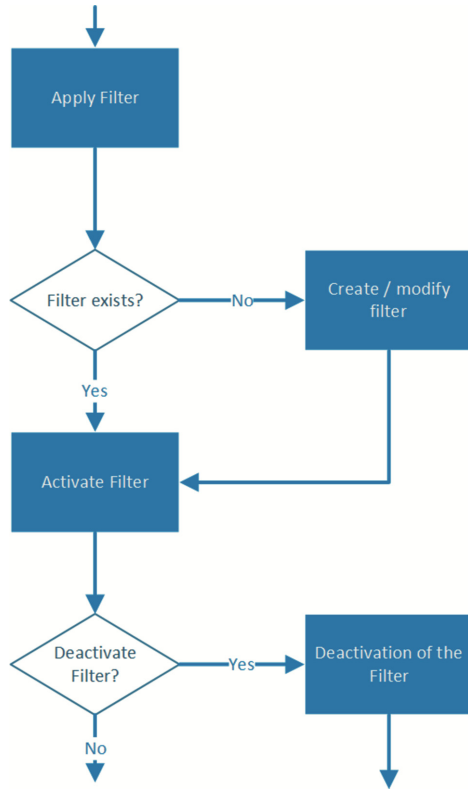 Apply Filter
Filter exists?
No
Create / modify
filter
Yes
Activate Filter
Deactivate
Filter?
Yes
Deactivation of the
Filter
No